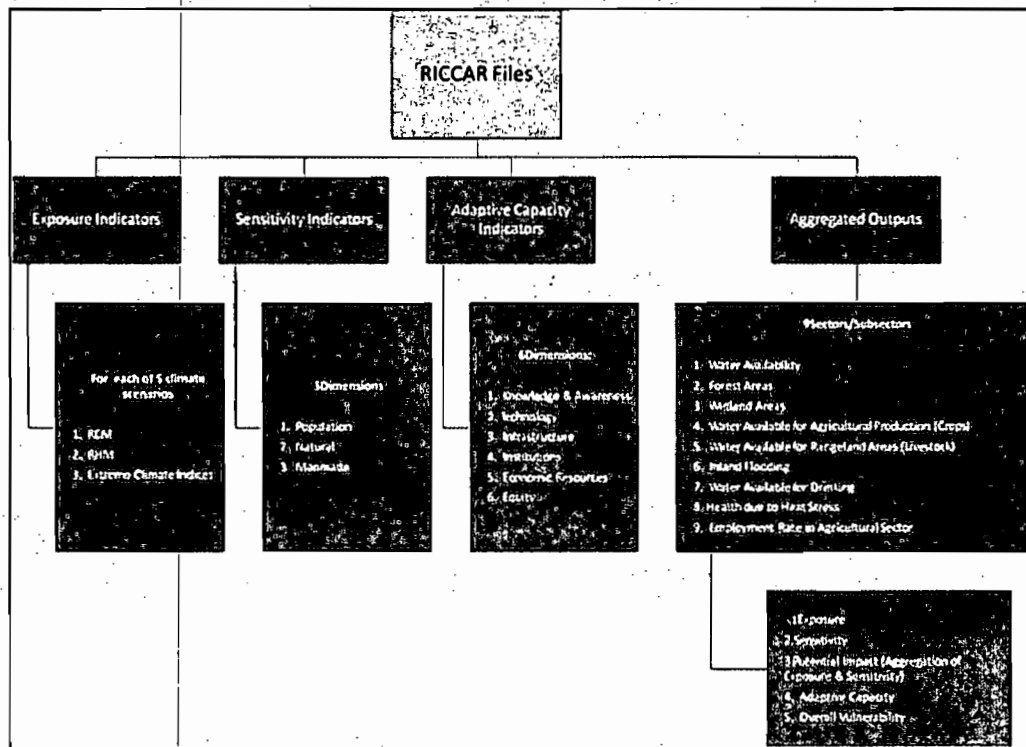 RICCAR Files
Exposure Indicators
Sensitivity Indicators
Adaptive Capacity
Indicators
Aggregated Outputs
For each of 5 climate
scenarios
1. RCM
2. RHM
3. Extreme Climate Indices
3Dimensions
1. Population
2. Natural
3. Manmade
6Dimensions:
1. Knowledge & Awareness
2. Technology
3. Infrastructure
4. Institutions
5. Economic Resources
6. Equity
9Sectors/Subsectors
1. Water Availability
2. Forest Areas
3. Wetland Areas
4. Water Available for Agricultural Production (Crops)
5. Water Available for Rangeland Areas (Livestock)
6. Inland Flooding
7. Water Available for Drinking
8. Health due to Heat Stress
9. Employment Rate in Agricultural Sector
1.Exposure
2.Sensitivity
3.Potential Impact (Aggregation of
Exposure & Sensitivity)
4. Adaptive Capacity
5. Overall Vulnerability